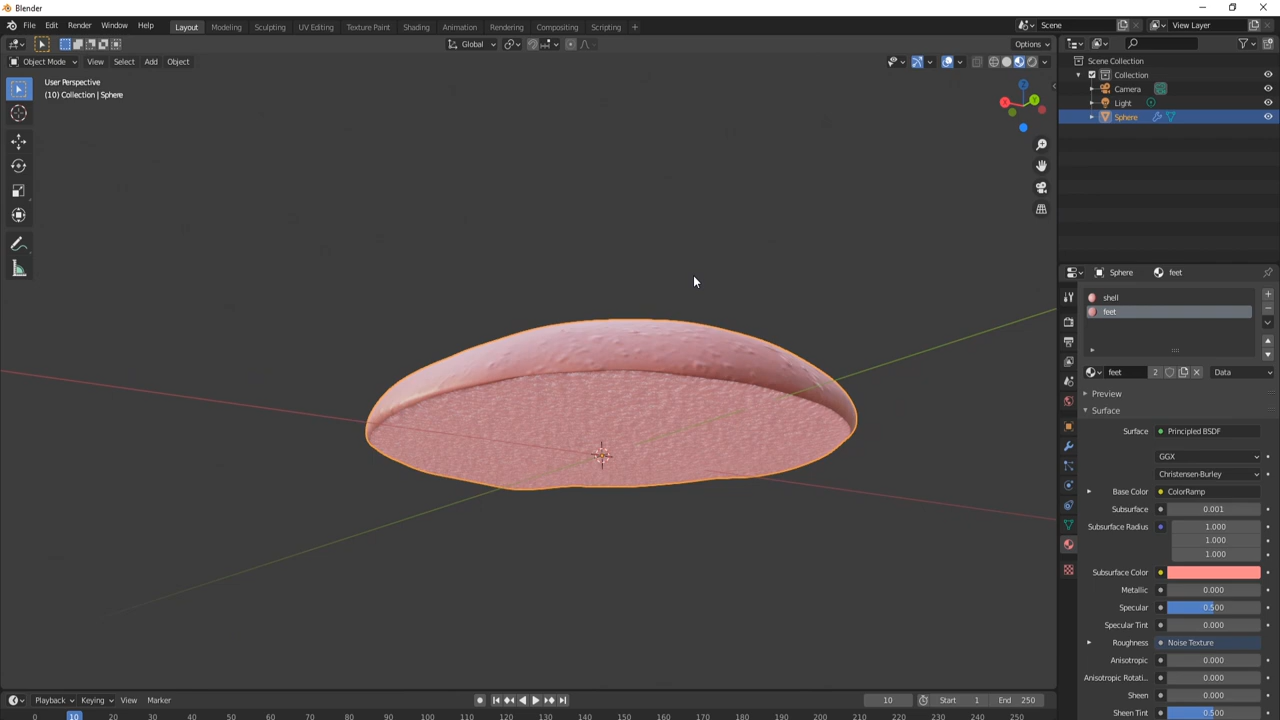 Blender
File Edit Render Window Help Layout Modeling Sculpting UV Editing Texture Paint Shading Animation Rendering Compositing Scripting + Scene View Layer
Global Options
Object Mode View Select Add Object
User Perspective
(10) Collection | Sphere
X Y Z
Scene Collection
Collection
Camera
Light
Sphere
Sphere feet
shell
feet
feet 2 Data
Preview
Surface
Surface Principled BSDF
GGX
Christensen-Burley
Base Color ColorRamp
Subsurface 0.001
Subsurface Radius 1.000
1.000
1.000
Subsurface Color
Metallic 0.000
Specular 0.500
Specular Tint 0.000
Roughness Noise Texture
Anisotropic 0.000
Anisotropic Rotati... 0.000
Sheen 0.000
Sheen Tint 0.500
Playback Keying View Marker 10 Start 1 End 250
0 10 20 30 40 50 60 70 80 90 100 110 120 130 140 150 160 170 180 190 200 210 220 230 240 250